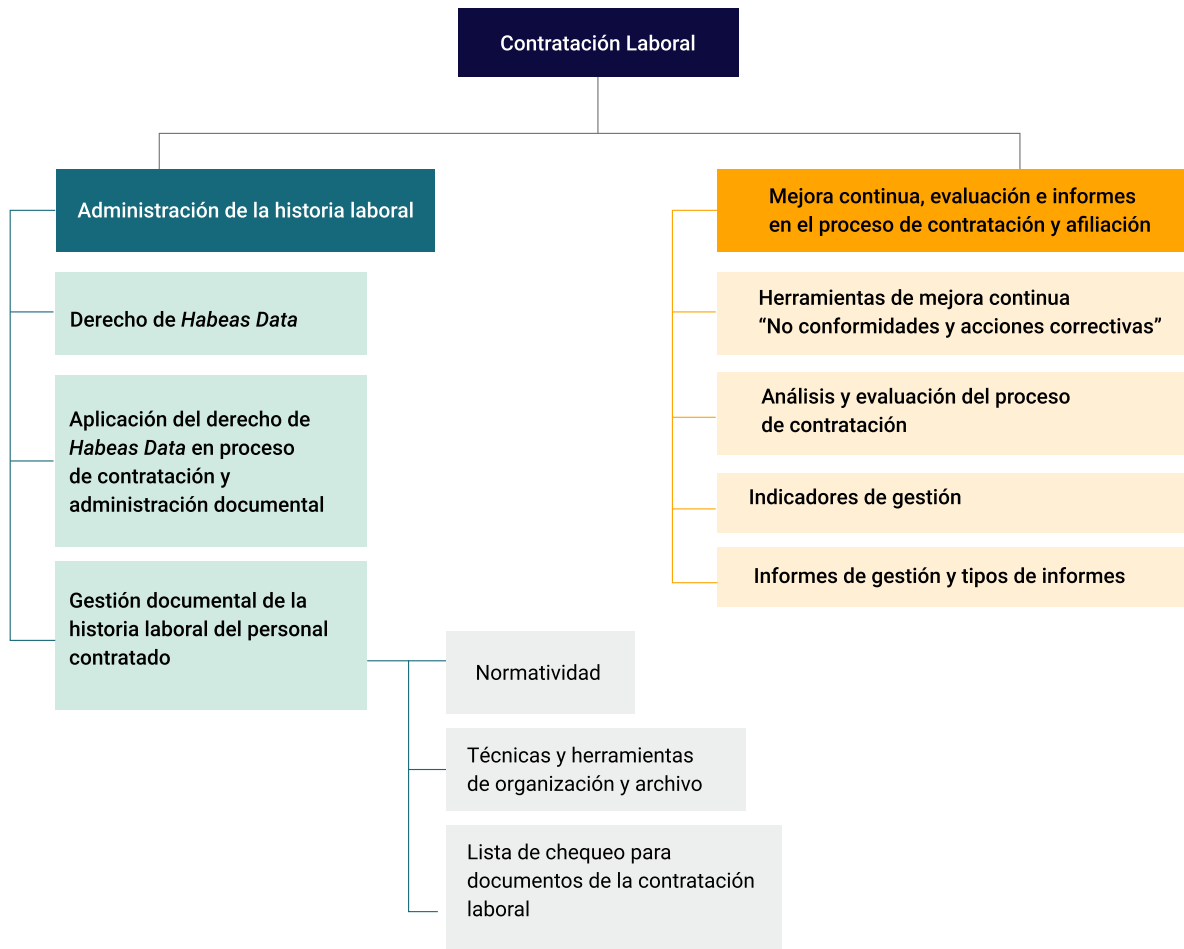 Contratación Laboral
Administración de la historia laboral
Derecho de Habeas Data
Aplicación del derecho de
Habeas Data en proceso
de contratación y
administración documental
Gestión documental de la
historia laboral del personal
contratado
Normatividad
Técnicas y herramientas
de organización y archivo
Lista de chequeo para
documentos de la contratación
laboral
Mejora continua, evaluación e informes
en el proceso de contratación y afiliación
Herramientas de mejora continua
“No conformidades y acciones correctivas”
Análisis y evaluación del proceso
de contratación
Indicadores de gestión
Informes de gestión y tipos de informes